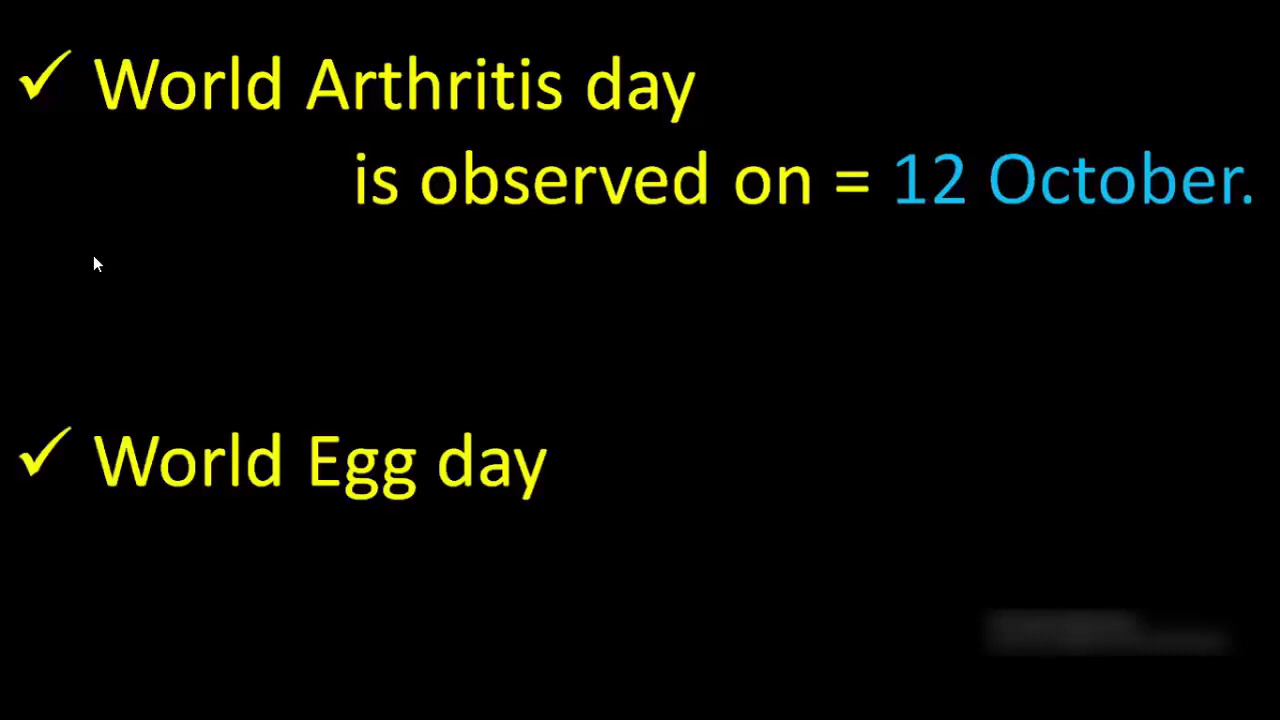 ✓ World Arthritis day
is observed on = 12 October.
✓ World Egg day